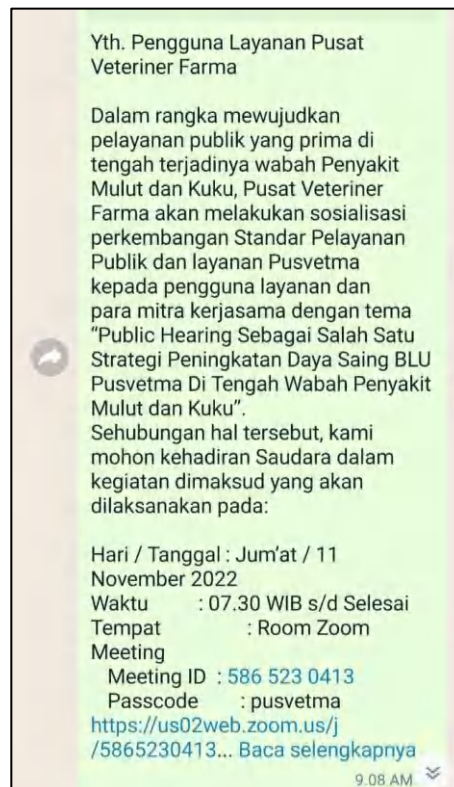 Yth. Pengguna Layanan Pusat
Veteriner Farma
Dalam rangka mewujudkan
pelayanan publik yang prima di
tengah terjadinya wabah Penyakit
Mulut dan Kuku, Pusat Veteriner
Farma akan melakukan sosialisasi
perkembangan Standar Pelayanan
Publik dan layanan Pusvetma
kepada pengguna layanan dan
para mitra kerjasama dengan tema
“Public Hearing Sebagai Salah Satu
Strategi Peningkatan Daya Saing BLU
Pusvetma Di Tengah Wabah Penyakit
Mulut dan Kuku”.
Sehubungan hal tersebut, kami
mohon kehadiran Saudara dalam
kegiatan dimaksud yang akan
dilaksanakan pada:
Hari / Tanggal : Jum’at / 11
November 2022
Waktu : 07.30 WIB s/d Selesai
Tempat : Room Zoom
Meeting
Meeting ID : 586 523 0413
Passcode : pusvetma
https://us02web.zoom.us/j
/5865230413... Baca selengkapnya
9.08 AM